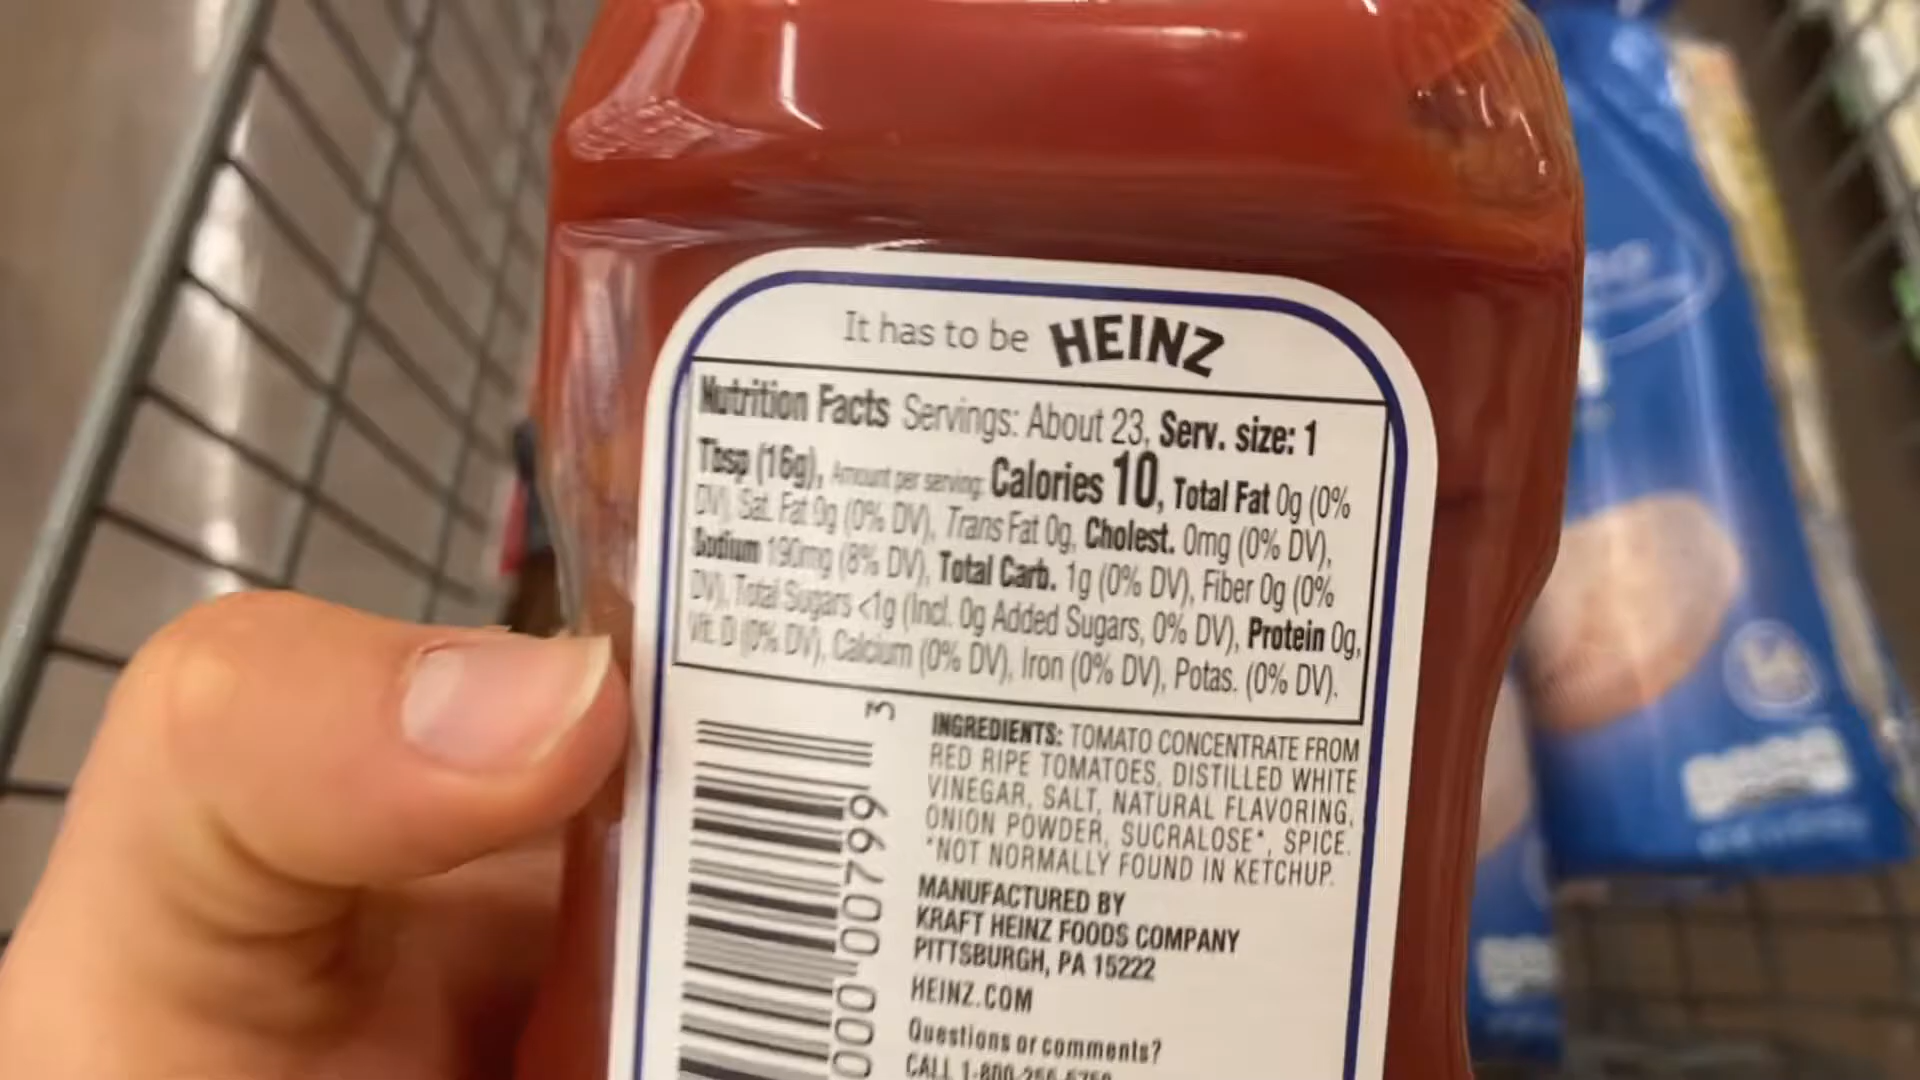 It has to be HEINZ
Nutrition Facts Servings: About 23, Serv. size: 1
Tbsp (16g), Amount per serving: Calories 10, Total Fat 0g (0%
DV), Sat. Fat 0g (0% DV), Trans Fat 0g, Cholest. 0mg (0% DV),
Sodium 190mg (8% DV), Total Carb. 1g (0% DV), Fiber 0g (0%
DV), Total Sugars <1g (Incl. 0g Added Sugars, 0% DV), Protein 0g,
Vit. D (0% DV), Calcium (0% DV), Iron (0% DV), Potas. (0% DV).
INGREDIENTS: TOMATO CONCENTRATE FROM
RED RIPE TOMATOES, DISTILLED WHITE
VINEGAR, SALT, NATURAL FLAVORING,
ONION POWDER, SUCRALOSE*, SPICE.
*NOT NORMALLY FOUND IN KETCHUP.
MANUFACTURED BY
KRAFT HEINZ FOODS COMPANY
PITTSBURGH, PA 15222
HEINZ.COM
Questions or comments?
CALL
000 00799 3